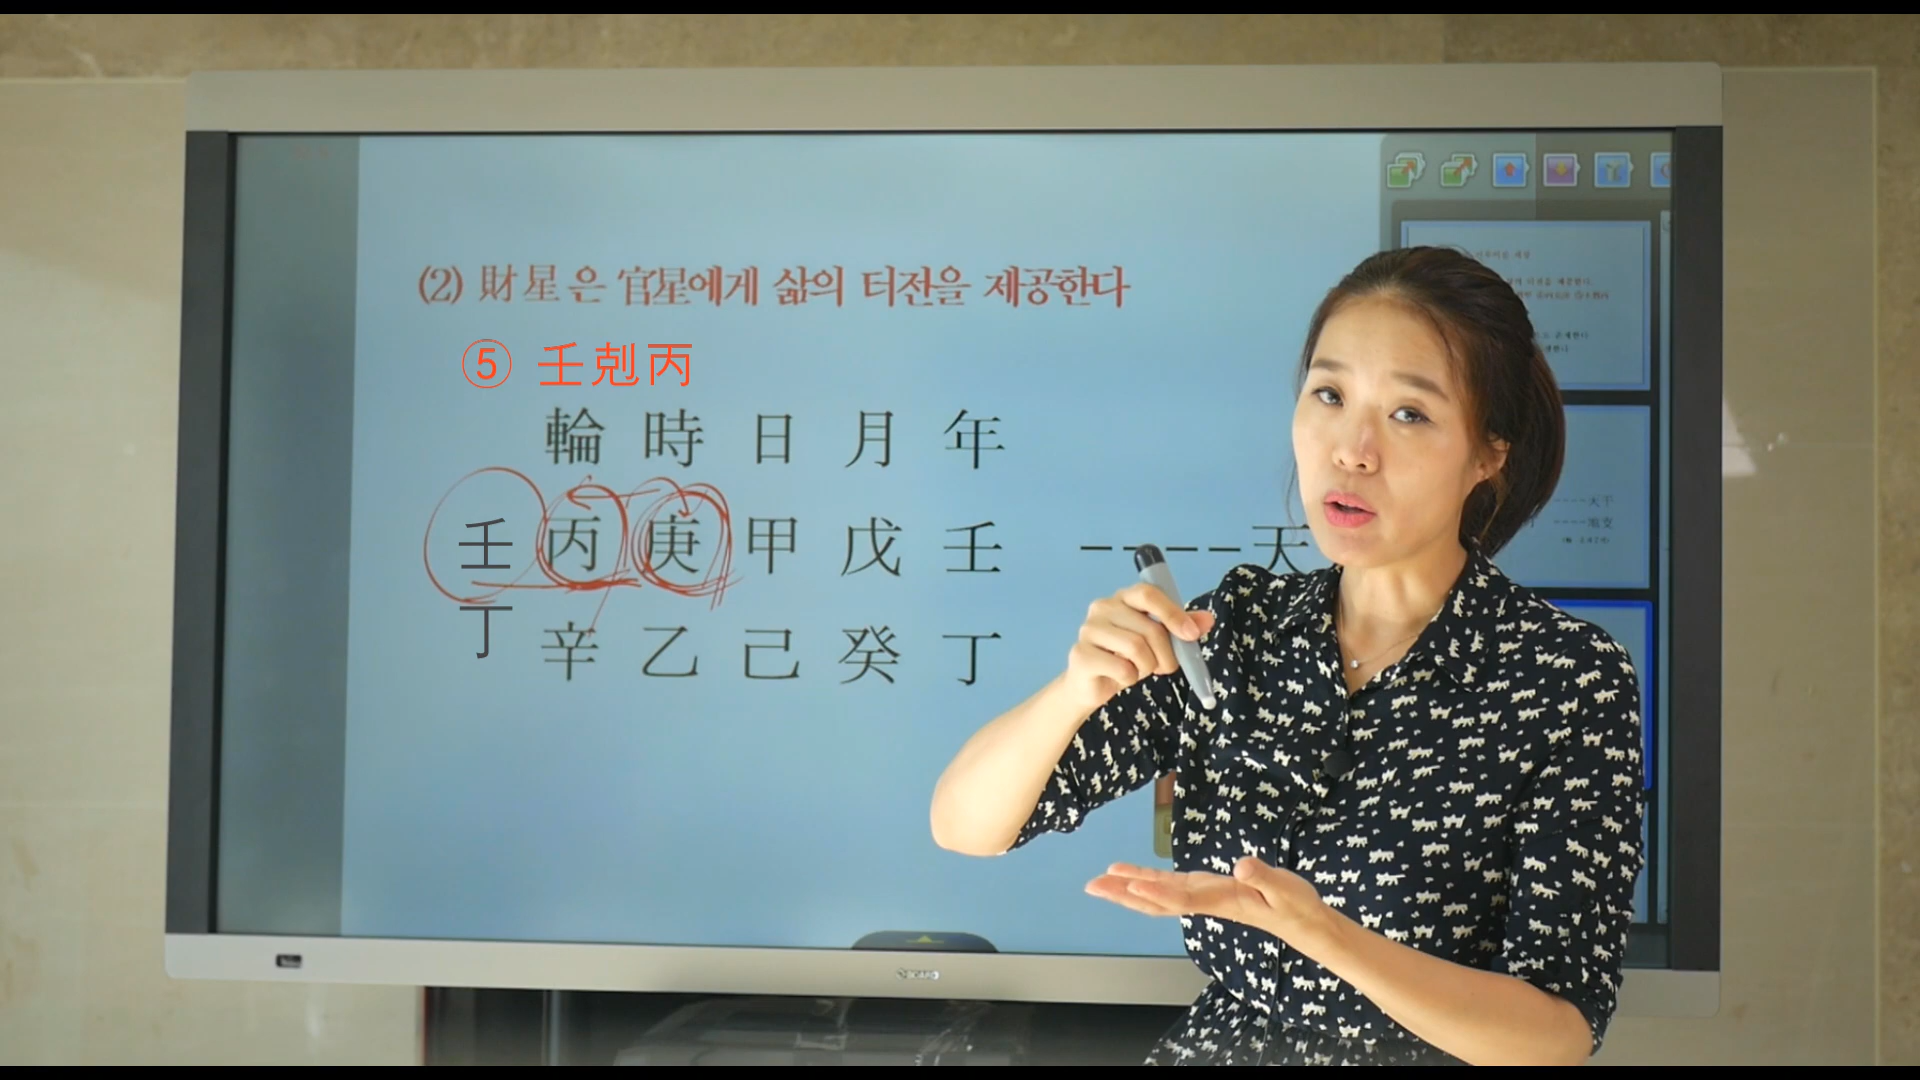 (2) 財星은 官星에게 삶의 터전을 제공한다
⑤ 壬剋丙
輪 時 日 月 年
壬 丙 庚 甲 戊 壬 ----天
丁 辛 乙 己 癸 丁